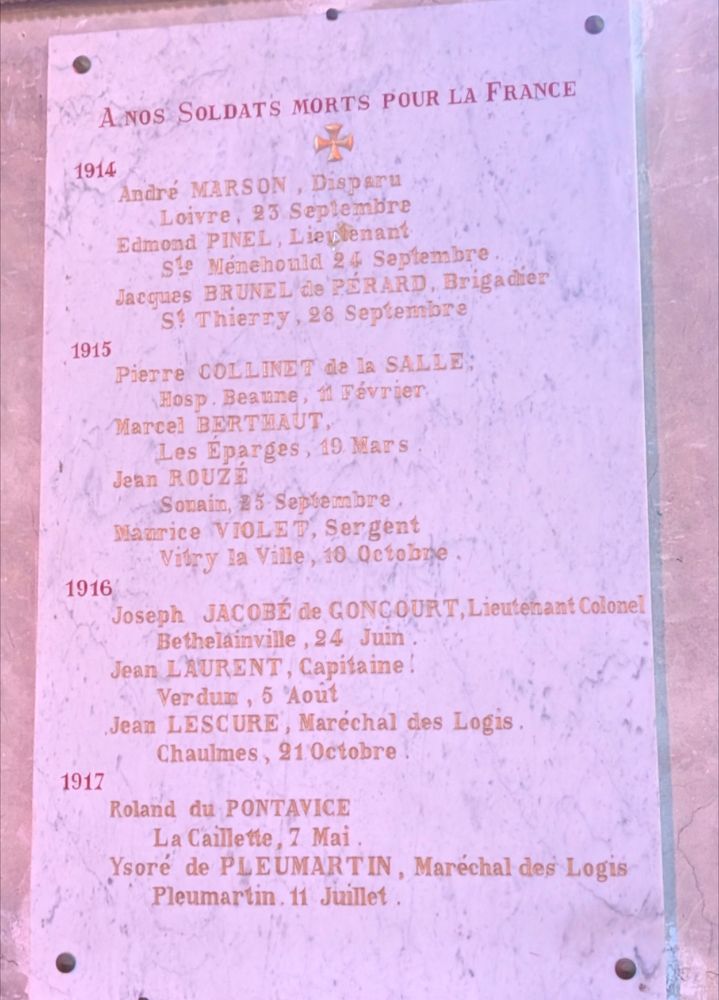 A NOS SOLDATS MORTS POUR LA FRANCE
1914
André MARSON, Disparu
Loivre, 23 Septembre
Edmond PINEL, Lieutenant
Ste Ménehould 24 Septembre.
Jacques BRUNEL de PÉRARD, Brigadier
St Thierry, 28 Septembre
1915
Pierre COLLINET de la SALLE,
Hosp. Beaune, 11 Février
Marcel BERTHAUT,
Les Éparges, 19 Mars.
Jean ROUZÉ
Souain, 25 Septembre.
Maurice VIOLET, Sergent
Vitry la Ville, 10 Octobre.
1916
Joseph JACOBÉ de GONCOURT, Lieutenant Colonel
Bethelainville, 24 Juin.
Jean LAURENT, Capitaine.
Verdun, 5 Août
Jean LESCURE, Maréchal des Logis.
Chaulmes, 21 Octobre.
1917
Roland du PONTAVICE
La Caillette, 7 Mai.
Ysoré de PLEUMARTIN, Maréchal des Logis
Pleumartin. 11 Juillet.